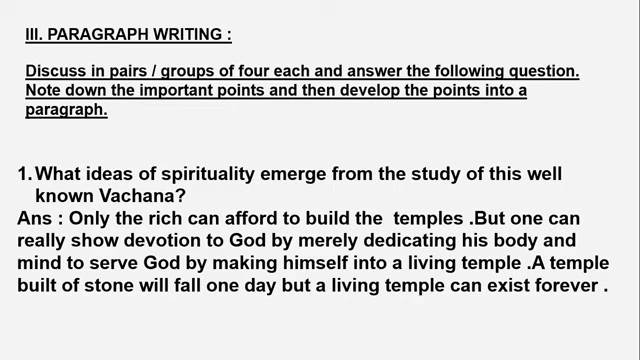 III. PARAGRAPH WRITING :
Discuss in pairs / groups of four each and answer the following question.
Note down the important points and then develop the points into a
paragraph.
1. What ideas of spirituality emerge from the study of this well
known Vachana?
Ans : Only the rich can afford to build the temples .But one can
really show devotion to God by merely dedicating his body and
mind to serve God by making himself into a living temple .A temple
built of stone will fall one day but a living temple can exist forever .